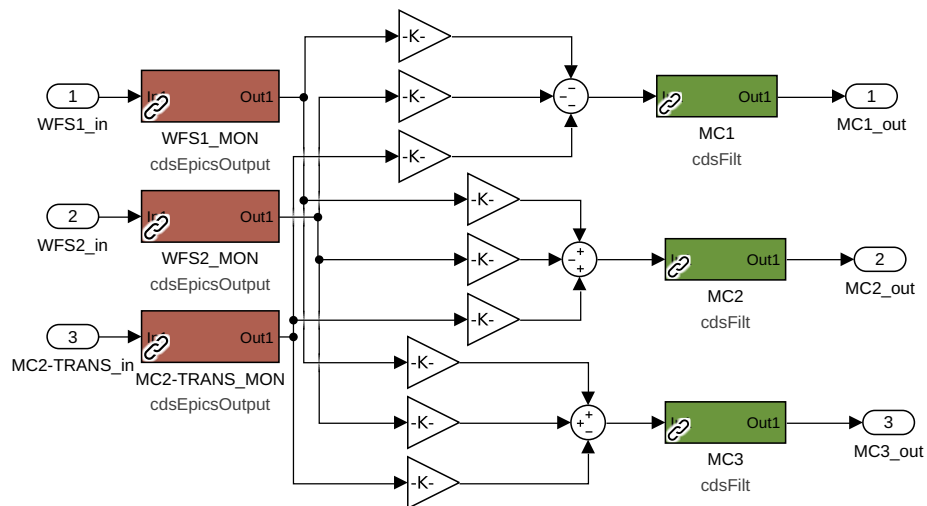 -K-
1
In1
Out1
-K-
−
−
−
In1
Out1
1
WFS1_in
WFS1_MON
cdsEpicsOutput
MC1
cdsFilt
MC1_out
-K-
-K-
2
In1
Out1
WFS2_in
WFS2_MON
cdsEpicsOutput
-K-
+
−
+
In1
Out1
2
MC2
cdsFilt
MC2_out
3
In1
Out1
-K-
MC2-TRANS_in
MC2-TRANS_MON
cdsEpicsOutput
-K-
-K-
+
+
−
In1
Out1
3
MC3
cdsFilt
MC3_out
-K-